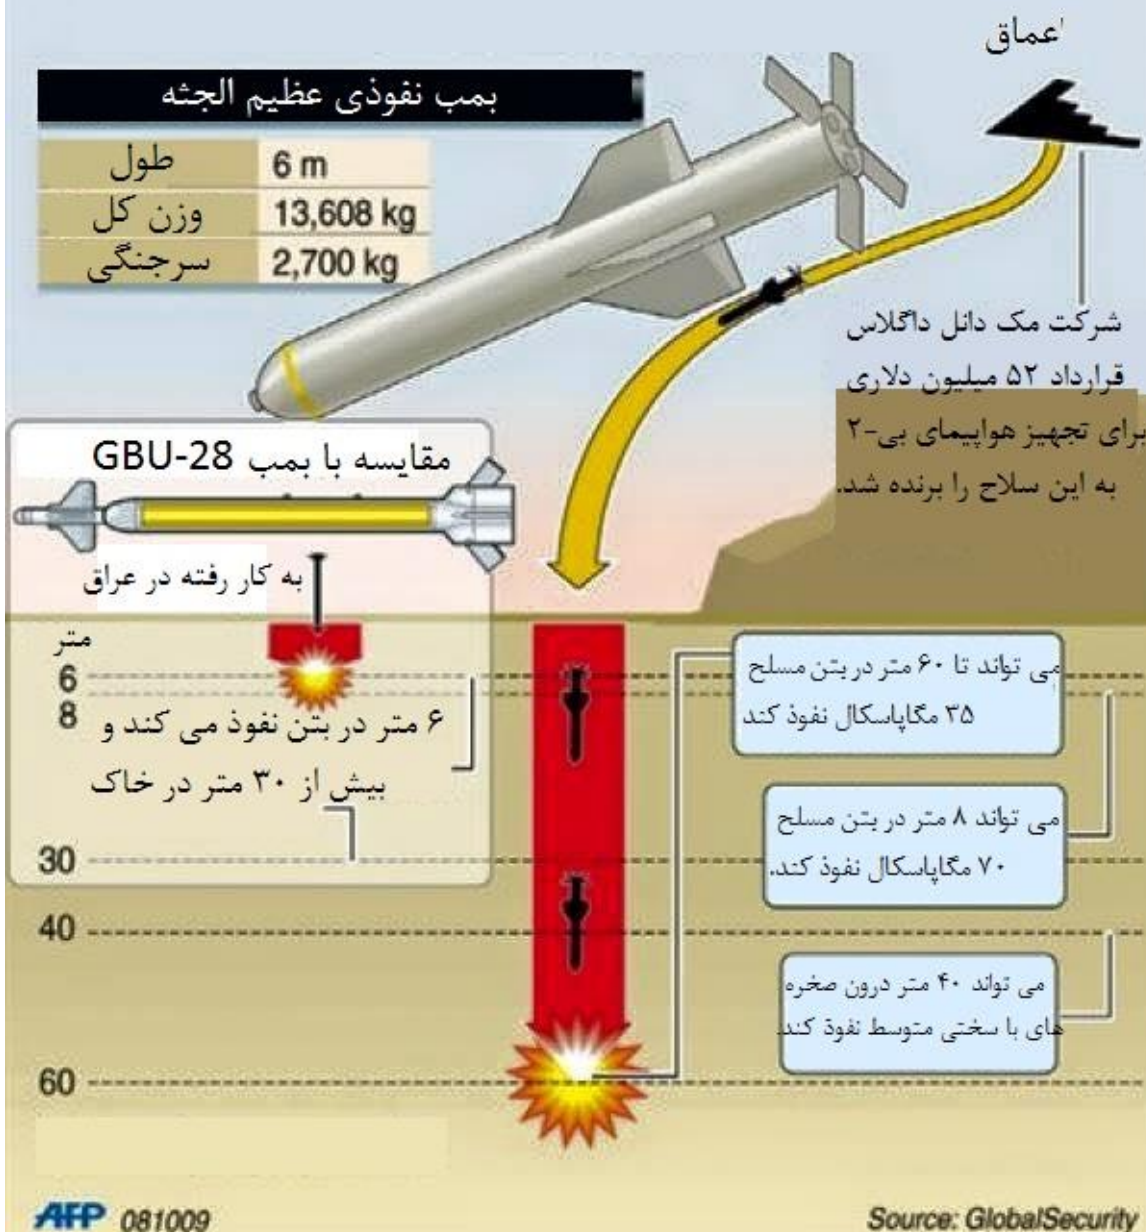 اعماق
بمب نفوذی عظیم الجثه
طول 6 m
وزن کل 13,608 kg
سرجنگی 2,700 kg
شرکت مک دانل داگلاس
قرارداد ۵۲ میلیون دلاری
برای تجهیز هواپیمای بی-۲
به این سلاح را برنده شد.
مقایسه با بمب GBU-28
به کار رفته در عراق
متر
6
8
۶ متر در بتن نفوذ می کند و
بیش از ۳۰ متر در خاک
30
40
60
می تواند تا ۶۰ متر در بتن مسلح
۳۵ مگاپاسکال نفوذ کند
می تواند ۸ متر در بتن مسلح
۷۰ مگاپاسکال نفوذ کند.
می تواند ۴۰ متر درون صخره
های با سختی متوسط نفوذ کند.
AFP 081009
Source: GlobalSecurity